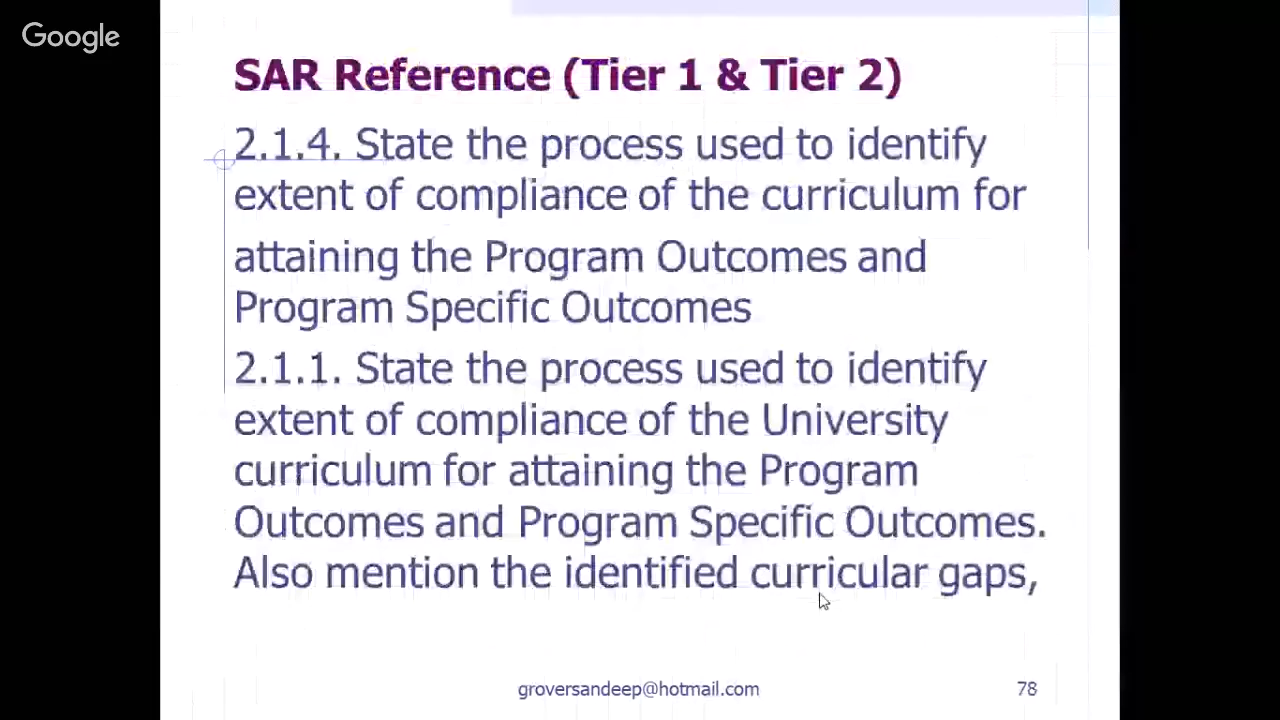 Google
SAR Reference (Tier 1 & Tier 2)
2.1.4. State the process used to identify
extent of compliance of the curriculum for
attaining the Program Outcomes and
Program Specific Outcomes
2.1.1. State the process used to identify
extent of compliance of the University
curriculum for attaining the Program
Outcomes and Program Specific Outcomes.
Also mention the identified curricular gaps,
groversandeep@hotmail.com
78